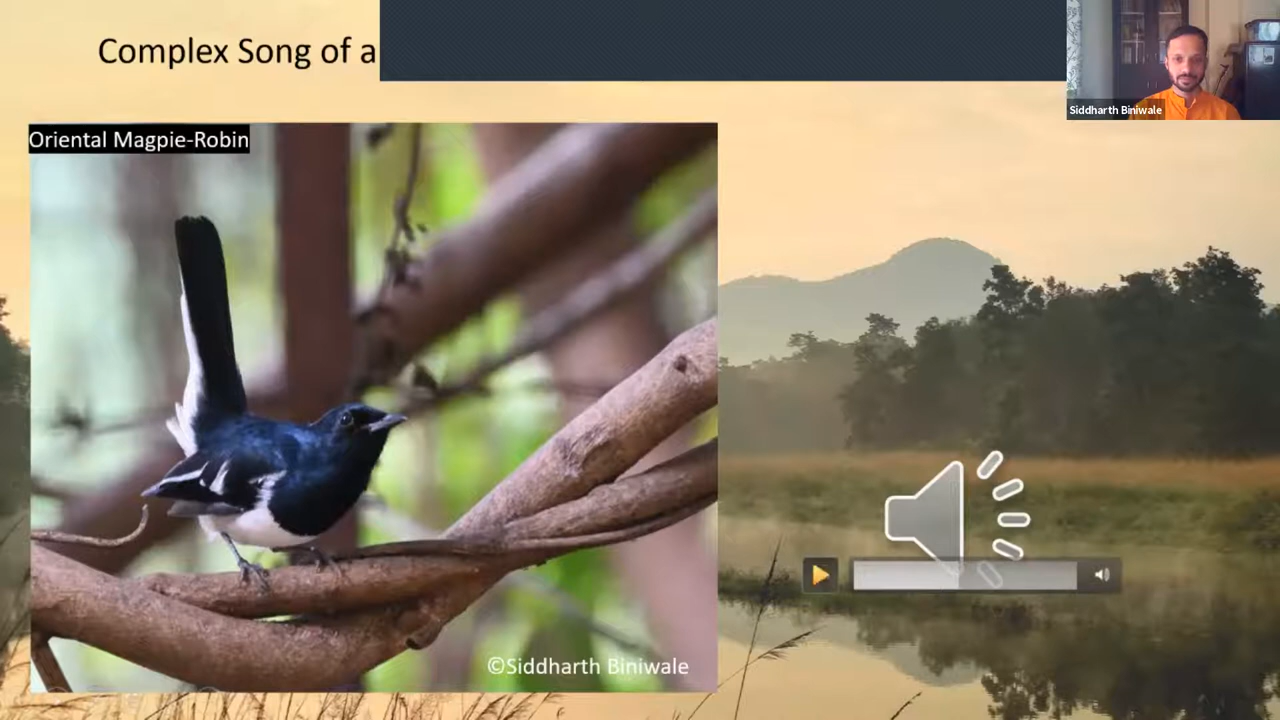 Complex Song of a
Siddharth Biniwale
Oriental Magpie-Robin
©Siddharth Biniwale